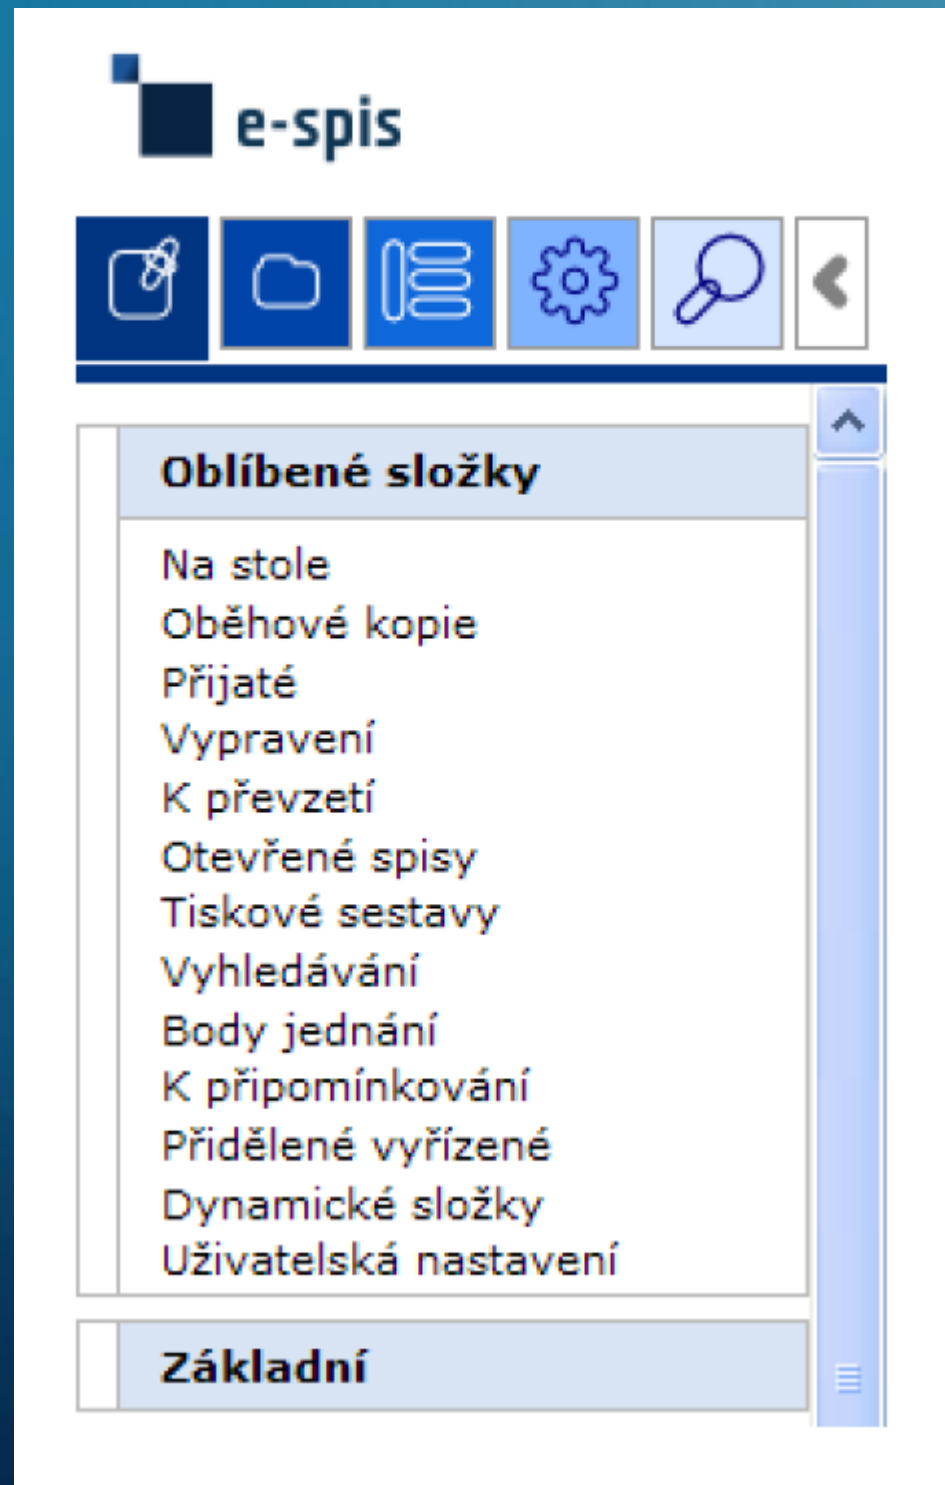 e-spis
Oblíbené složky
Na stole
Oběhové kopie
Přijaté
Vypravení
K převzetí
Otevřené spisy
Tiskové sestavy
Vyhledávání
Body jednání
K připomínkování
Přidělené vyřízené
Dynamické složky
Uživatelská nastavení
Základní